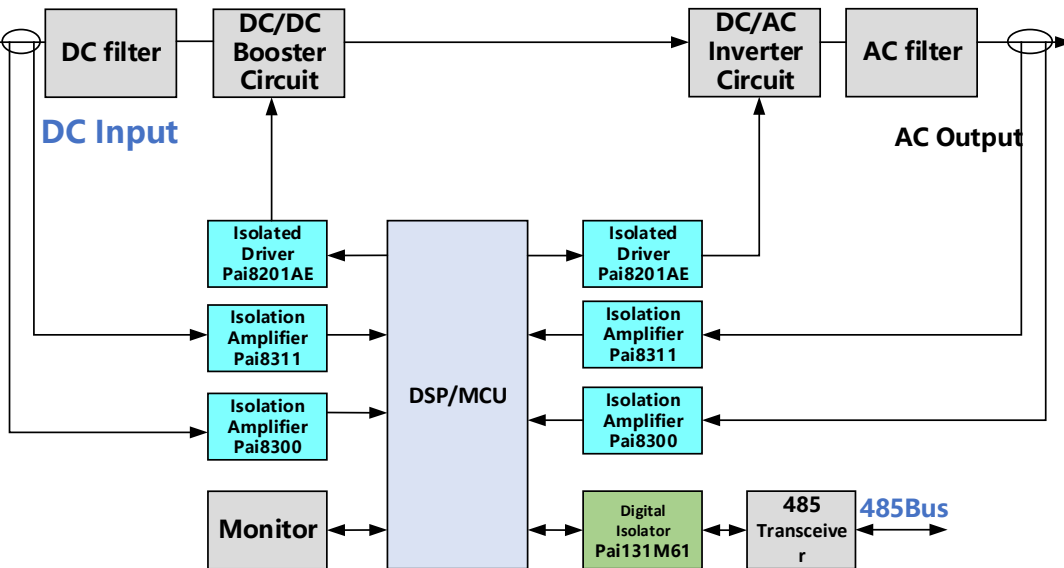 DC filter
DC/DC
Booster
Circuit
DC/AC
Inverter
Circuit
AC filter
DC Input
AC Output
Isolated
Driver
Pai8201AE
Isolated
Driver
Pai8201AE
Isolation
Amplifier
Pai8311
Isolation
Amplifier
Pai8311
DSP/MCU
Isolation
Amplifier
Pai8300
Isolation
Amplifier
Pai8300
Monitor
Digital
Isolator
Pai131M61
485
Transceive
r
485Bus